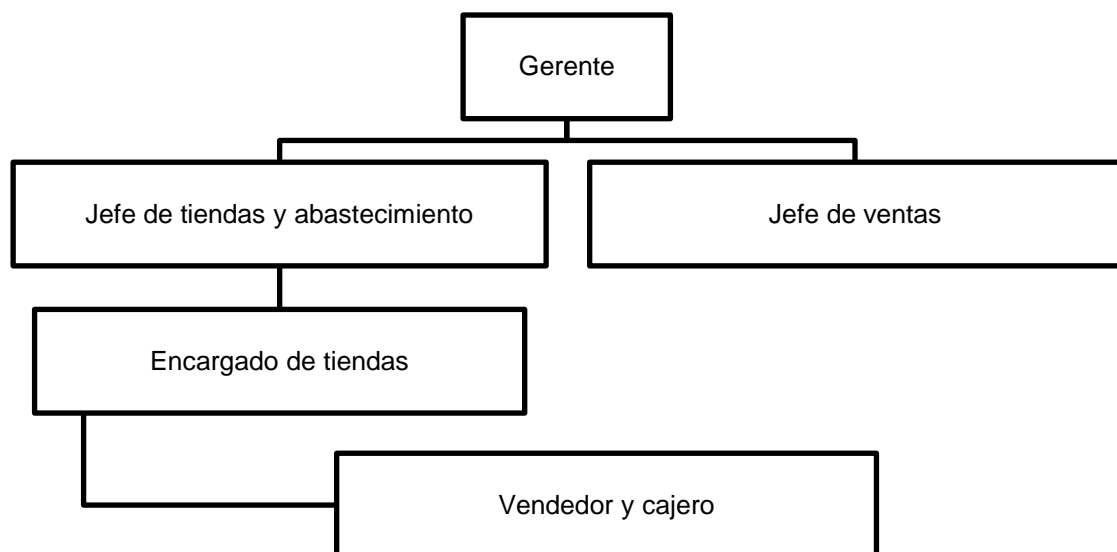 Gerente
Jefe de tiendas y abastecimiento
Jefe de ventas
Encargado de tiendas
Vendedor y cajero